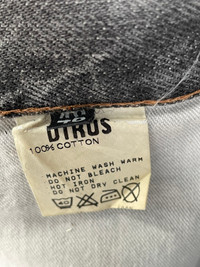 DIRUS
100% COTTON
MACHINE WASH WARM
DO NOT BLEACH
HOT IRON
DO NOT DRY CLEAN
40